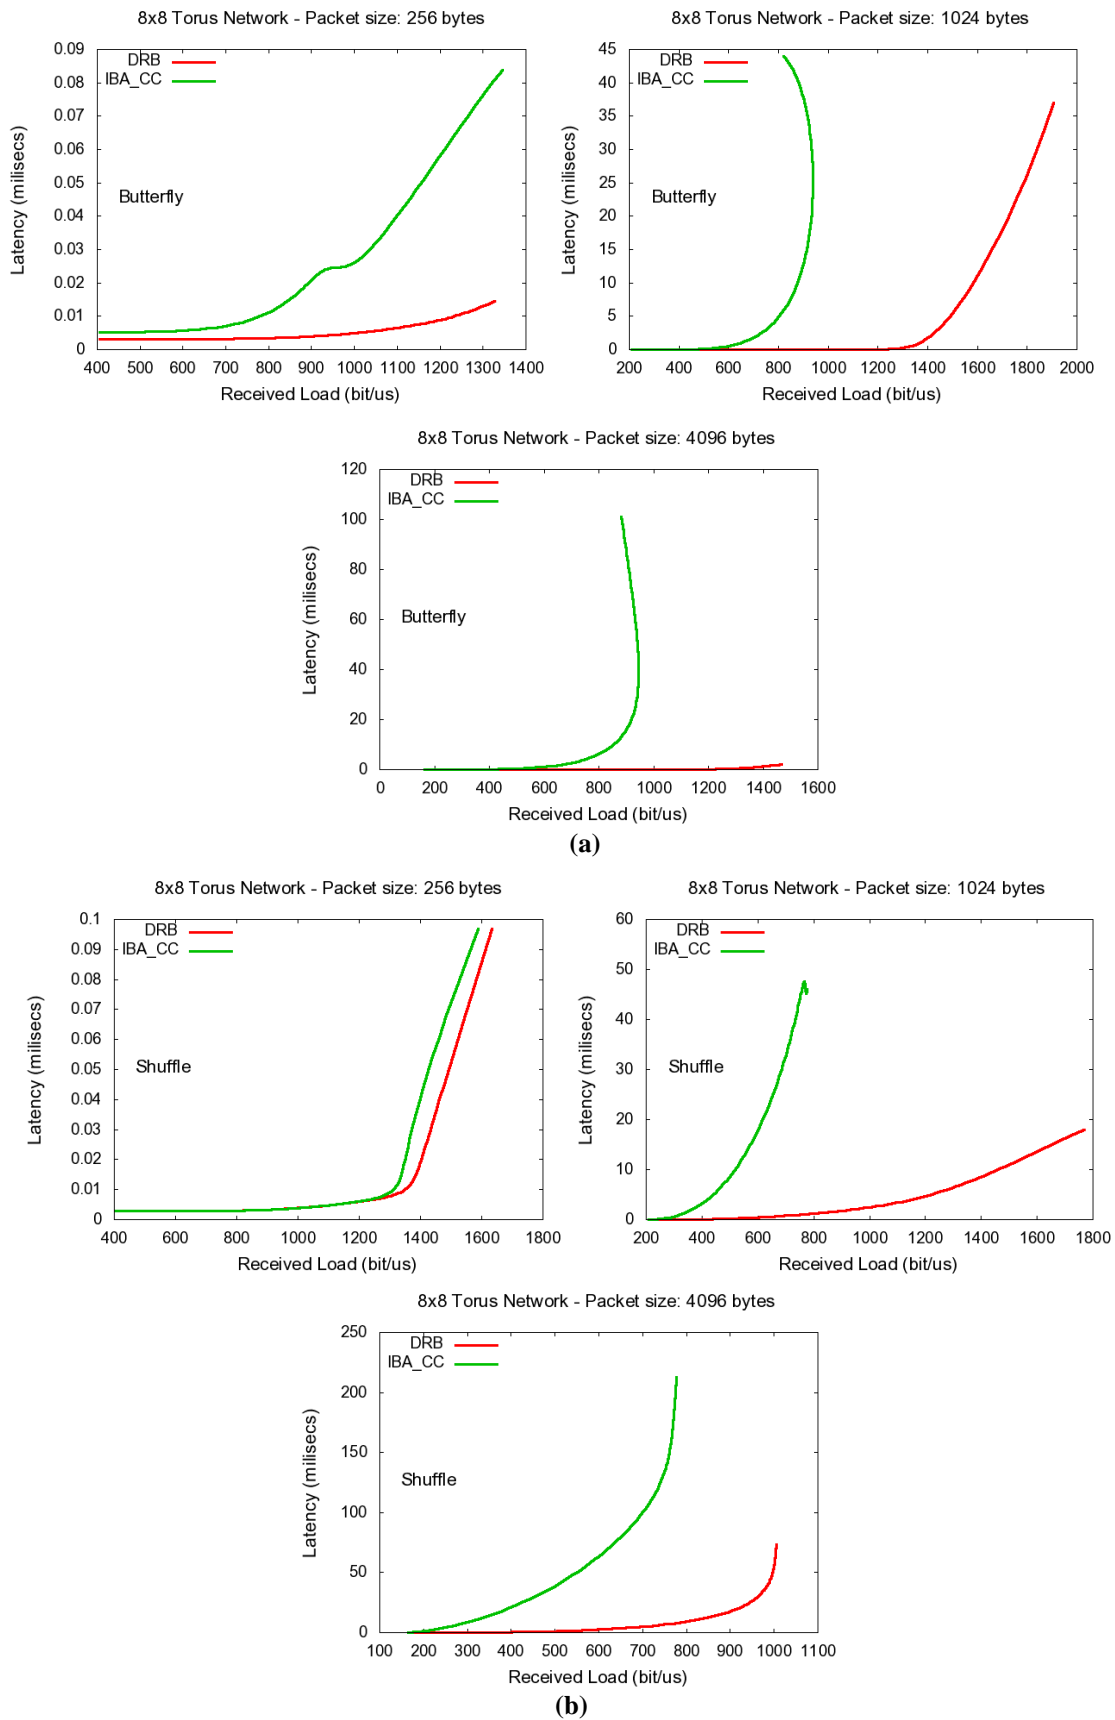 8x8 Torus Network - Packet size: 256 bytes
0.09
0.08
0.07
0.06
0.05
0.04
0.03
0.02
0.01
0
DRB
IBA_CC
Butterfly
Latency (milisecs)
400 500 600 700 800 900 1000 1100 1200 1300 1400
Received Load (bit/us)
8x8 Torus Network - Packet size: 1024 bytes
45
40
35
30
25
20
15
10
5
0
DRB
IBA_CC
Butterfly
Latency (milisecs)
200 400 600 800 1000 1200 1400 1600 1800 2000
Received Load (bit/us)
8x8 Torus Network - Packet size: 4096 bytes
120
100
80
60
40
20
0
DRB
IBA_CC
Butterfly
Latency (milisecs)
0 200 400 600 800 1000 1200 1400 1600
Received Load (bit/us)
(a)
8x8 Torus Network - Packet size: 256 bytes
0.1
0.09
0.08
0.07
0.06
0.05
0.04
0.03
0.02
0.01
0
DRB
IBA_CC
Shuffle
Latency (milisecs)
400 600 800 1000 1200 1400 1600 1800
Received Load (bit/us)
8x8 Torus Network - Packet size: 1024 bytes
60
50
40
30
20
10
0
DRB
IBA_CC
Shuffle
Latency (milisecs)
200 400 600 800 1000 1200 1400 1600 1800
Received Load (bit/us)
8x8 Torus Network - Packet size: 4096 bytes
250
200
150
100
50
0
DRB
IBA_CC
Shuffle
Latency (milisecs)
100 200 300 400 500 600 700 800 900 1000 1100
Received Load (bit/us)
(b)